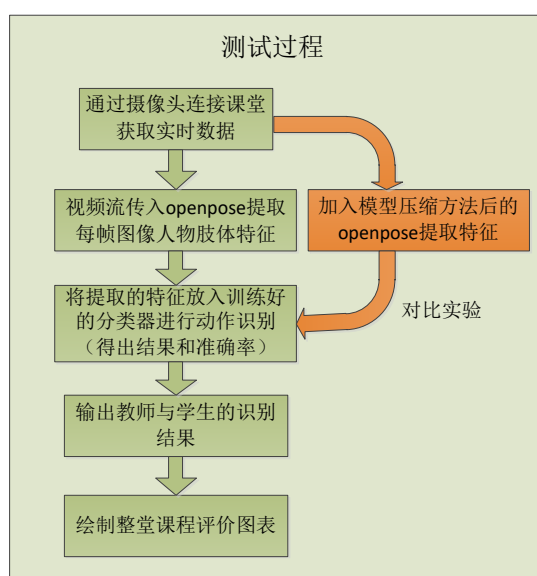 测试过程
通过摄像头连接课堂
获取实时数据
视频流传入openpose提取
每帧图像人物肢体特征
加入模型压缩方法后的
openpose提取特征
将提取的特征放入训练好
的分类器进行动作识别
（得出结果和准确率）
对比实验
输出教师与学生的识别
结果
绘制整堂课程评价图表